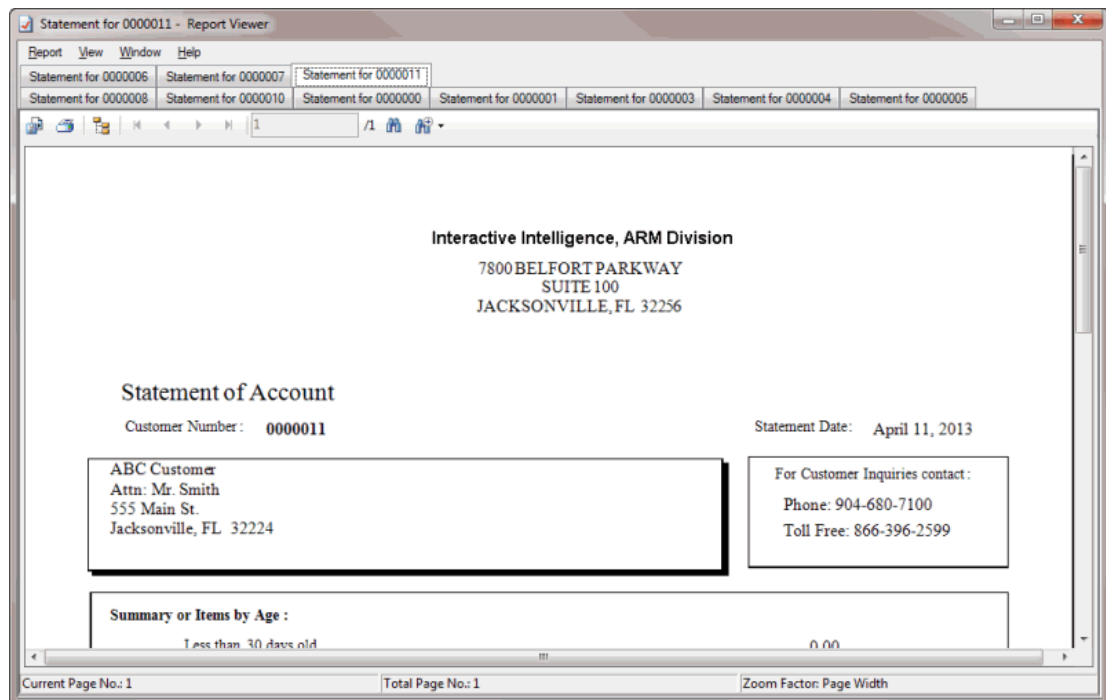 Statement for 0000011 - Report Viewer
Report View Window Help
Statement for 0000006 Statement for 0000007 Statement for 0000011
Statement for 0000008 Statement for 0000010 Statement for 0000000 Statement for 0000001 Statement for 0000003 Statement for 0000004 Statement for 0000005
1 /1
Interactive Intelligence, ARM Division
7800 BELFORT PARKWAY
SUITE 100
JACKSONVILLE, FL 32256
Statement of Account
Customer Number : 0000011 Statement Date: April 11, 2013
ABC Customer
Attn: Mr. Smith
555 Main St.
Jacksonville, FL 32224
For Customer Inquiries contact :
Phone: 904-680-7100
Toll Free: 866-396-2599
Summary or Items by Age :
Less than 30 days old 0.00
Current Page No.: 1 Total Page No.: 1 Zoom Factor: Page Width